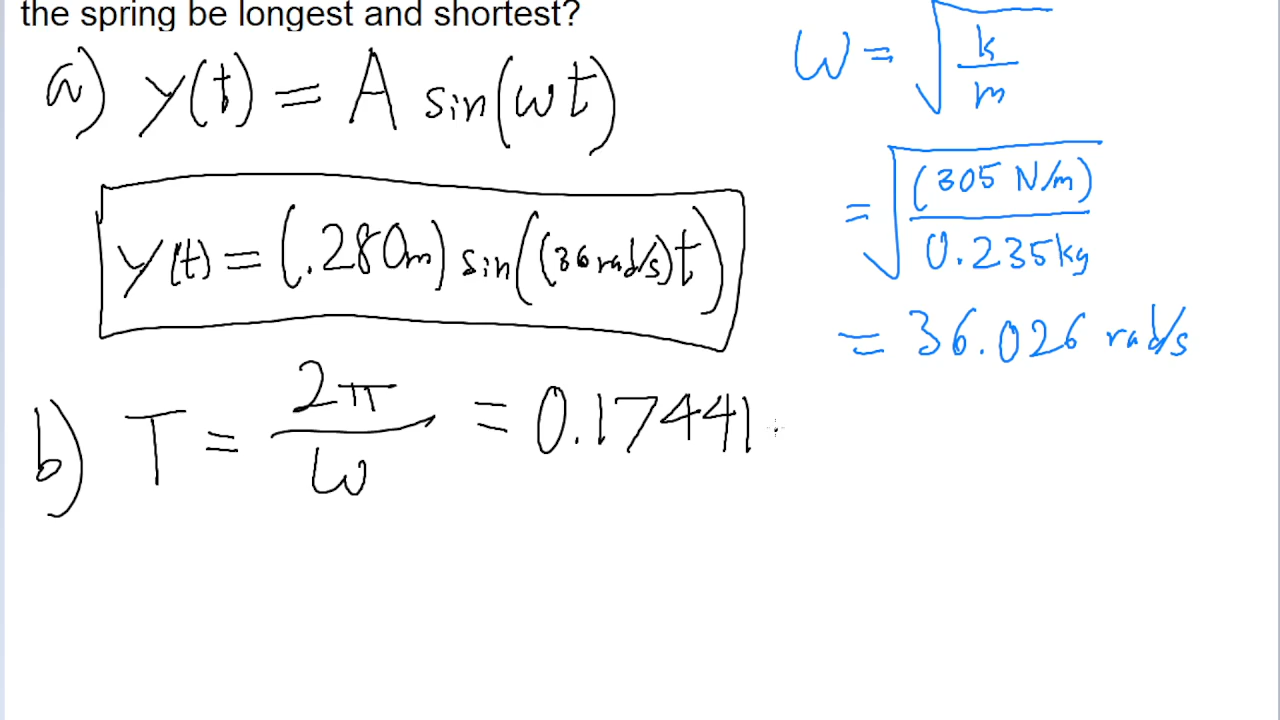 the spring be longest and shortest?
a) y(t) = A sin(ωt)
y(t) = (.280m) sin((36 rad/s)t)
b) T = 2π/ω = 0.17441
ω = √(k/m)
= √((305 N/m)/0.235kg)
= 36.026 rad/s